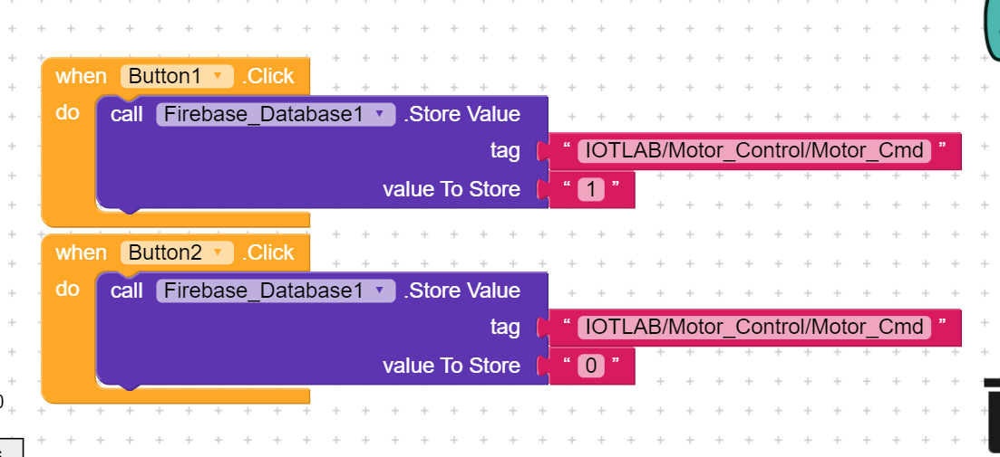 when Button1 .Click
do call Firebase_Database1 .Store Value
tag “ IOTLAB/Motor_Control/Motor_Cmd ”
value To Store “ 1 ”
when Button2 .Click
do call Firebase_Database1 .Store Value
tag “ IOTLAB/Motor_Control/Motor_Cmd ”
value To Store “ 0 ”